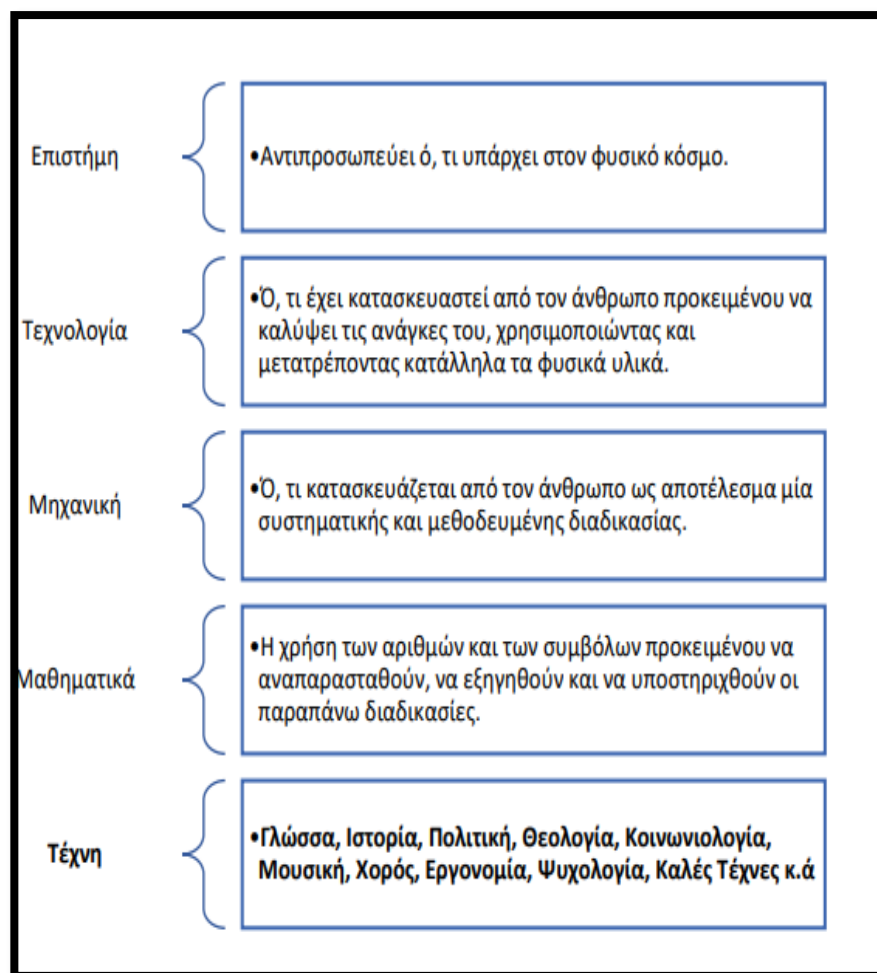 Επιστήμη
•Αντιπροσωπεύει ό, τι υπάρχει στον φυσικό κόσμο.
Τεχνολογία
•Ό, τι έχει κατασκευαστεί από τον άνθρωπο προκειμένου να
καλύψει τις ανάγκες του, χρησιμοποιώντας και
μετατρέποντας κατάλληλα τα φυσικά υλικά.
Μηχανική
•Ό, τι κατασκευάζεται από τον άνθρωπο ως αποτέλεσμα μία
συστηματικής και μεθοδευμένης διαδικασίας.
Μαθηματικά
•Η χρήση των αριθμών και των συμβόλων προκειμένου να
αναπαρασταθούν, να εξηγηθούν και να υποστηριχθούν οι
παραπάνω διαδικασίες.
Τέχνη
•Γλώσσα, Ιστορία, Πολιτική, Θεολογία, Κοινωνιολογία,
Μουσική, Χορός, Εργονομία, Ψυχολογία, Καλές Τέχνες κ.ά